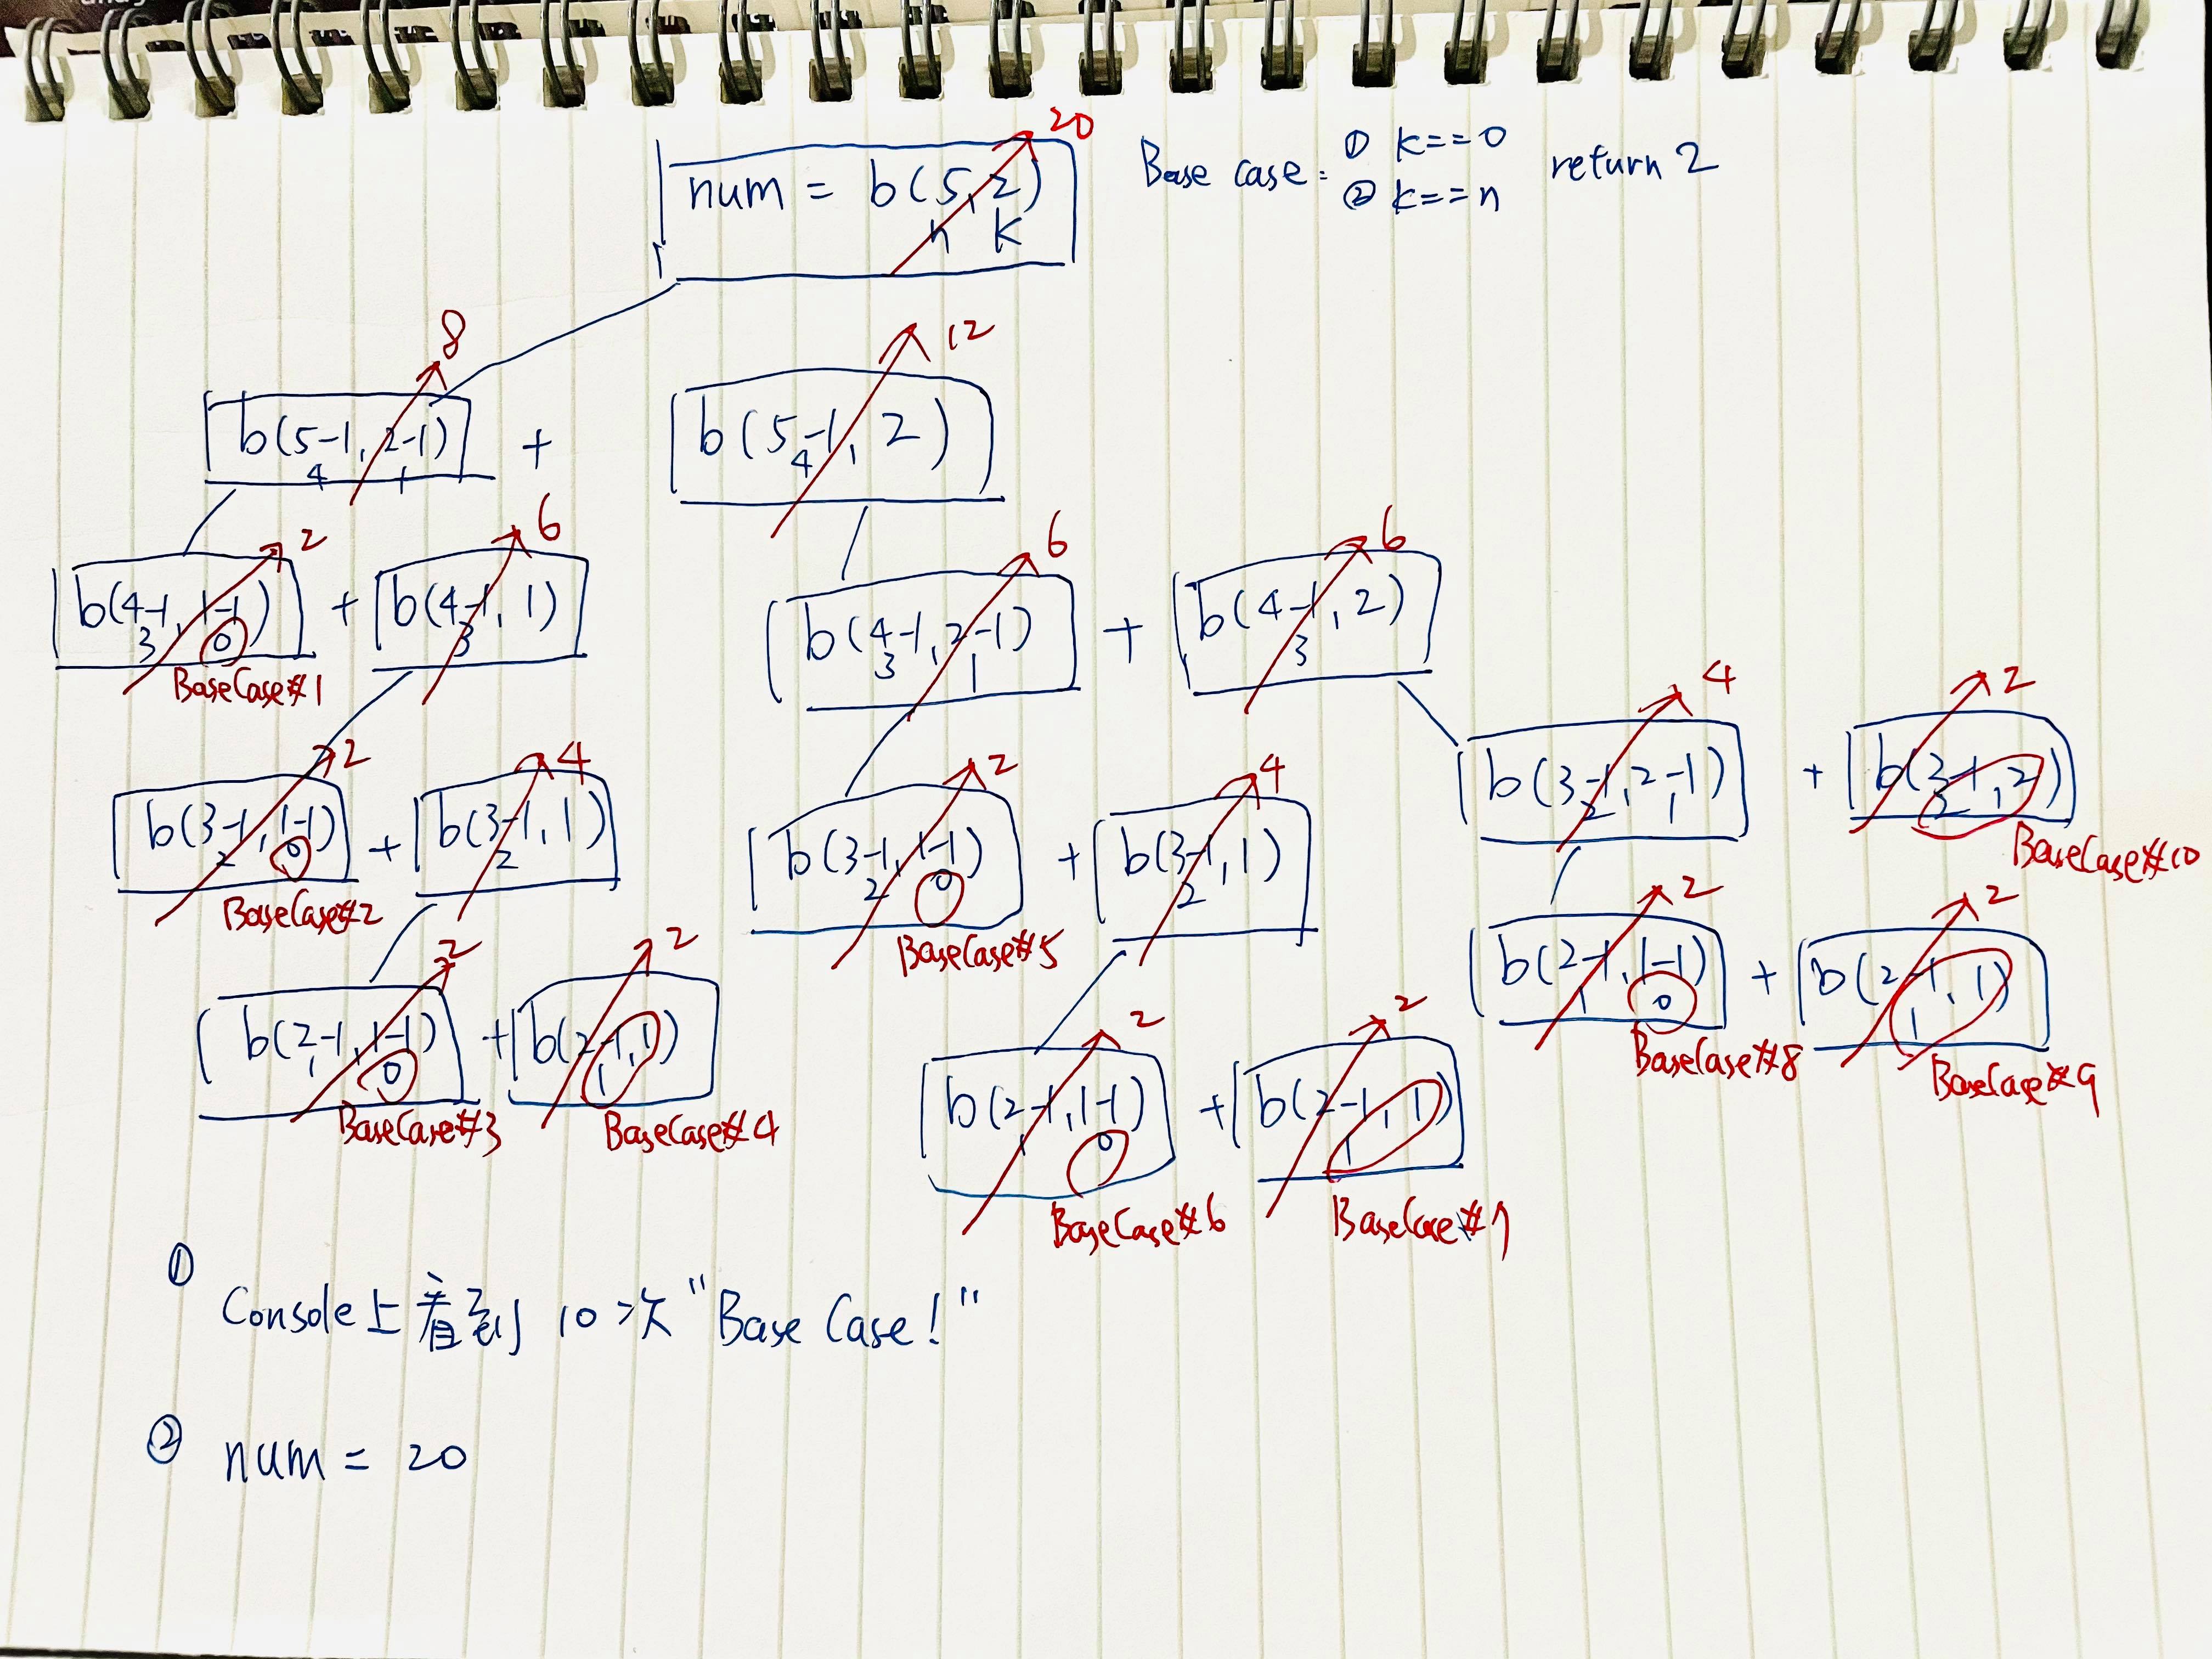 20
num = b(5, 2)
n k
Base case: ① k==0
② k==n
return 2
8
12
b(5-1, 2-1) + b(5-1, 2)
4 1 4
2 6 6 6
b(4-1, 1-1) + b(4-1, 1)
3 0 3
BaseCase#1
b(4-1, 2-1) + b(4-1, 2)
3 1 3
2 4 2 4 4 2
b(3-1, 1-1) + b(3-1, 1)
2 0 2
BaseCase#2
b(3-1, 1-1) + b(3-1, 1)
2 0 2
BaseCase#5
b(3-1, 2-1) + b(3-1, 2)
2 1 2
BaseCase#10
2 2
b(2-1, 1-1) + b(2-1, 1)
1 0 1
BaseCase#3 BaseCase#4
2 2
b(2-1, 1-1) + b(2-1, 1)
1 0 1
BaseCase#6 BaseCase#7
2 2
b(2-1, 1-1) + b(2-1, 1)
1 0 1
BaseCase#8 BaseCase#9
①
Console上看到 10次 "Base Case!"
② num = 20